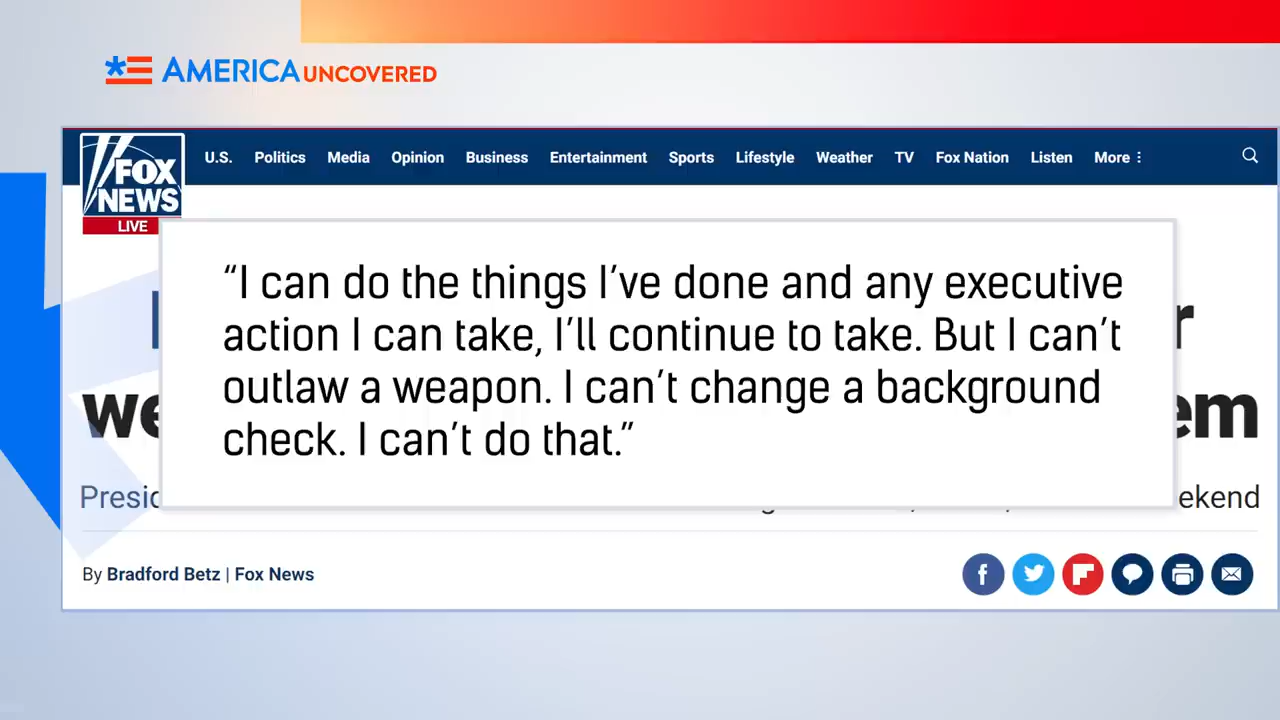 AMERICA UNCOVERED
FOX NEWS
LIVE
U.S. Politics Media Opinion Business Entertainment Sports Lifestyle Weather TV Fox Nation Listen More
“I can do the things I’ve done and any executive
action I can take, I’ll continue to take. But I can’t
outlaw a weapon. I can’t change a background
check. I can’t do that.”
By Bradford Betz | Fox News